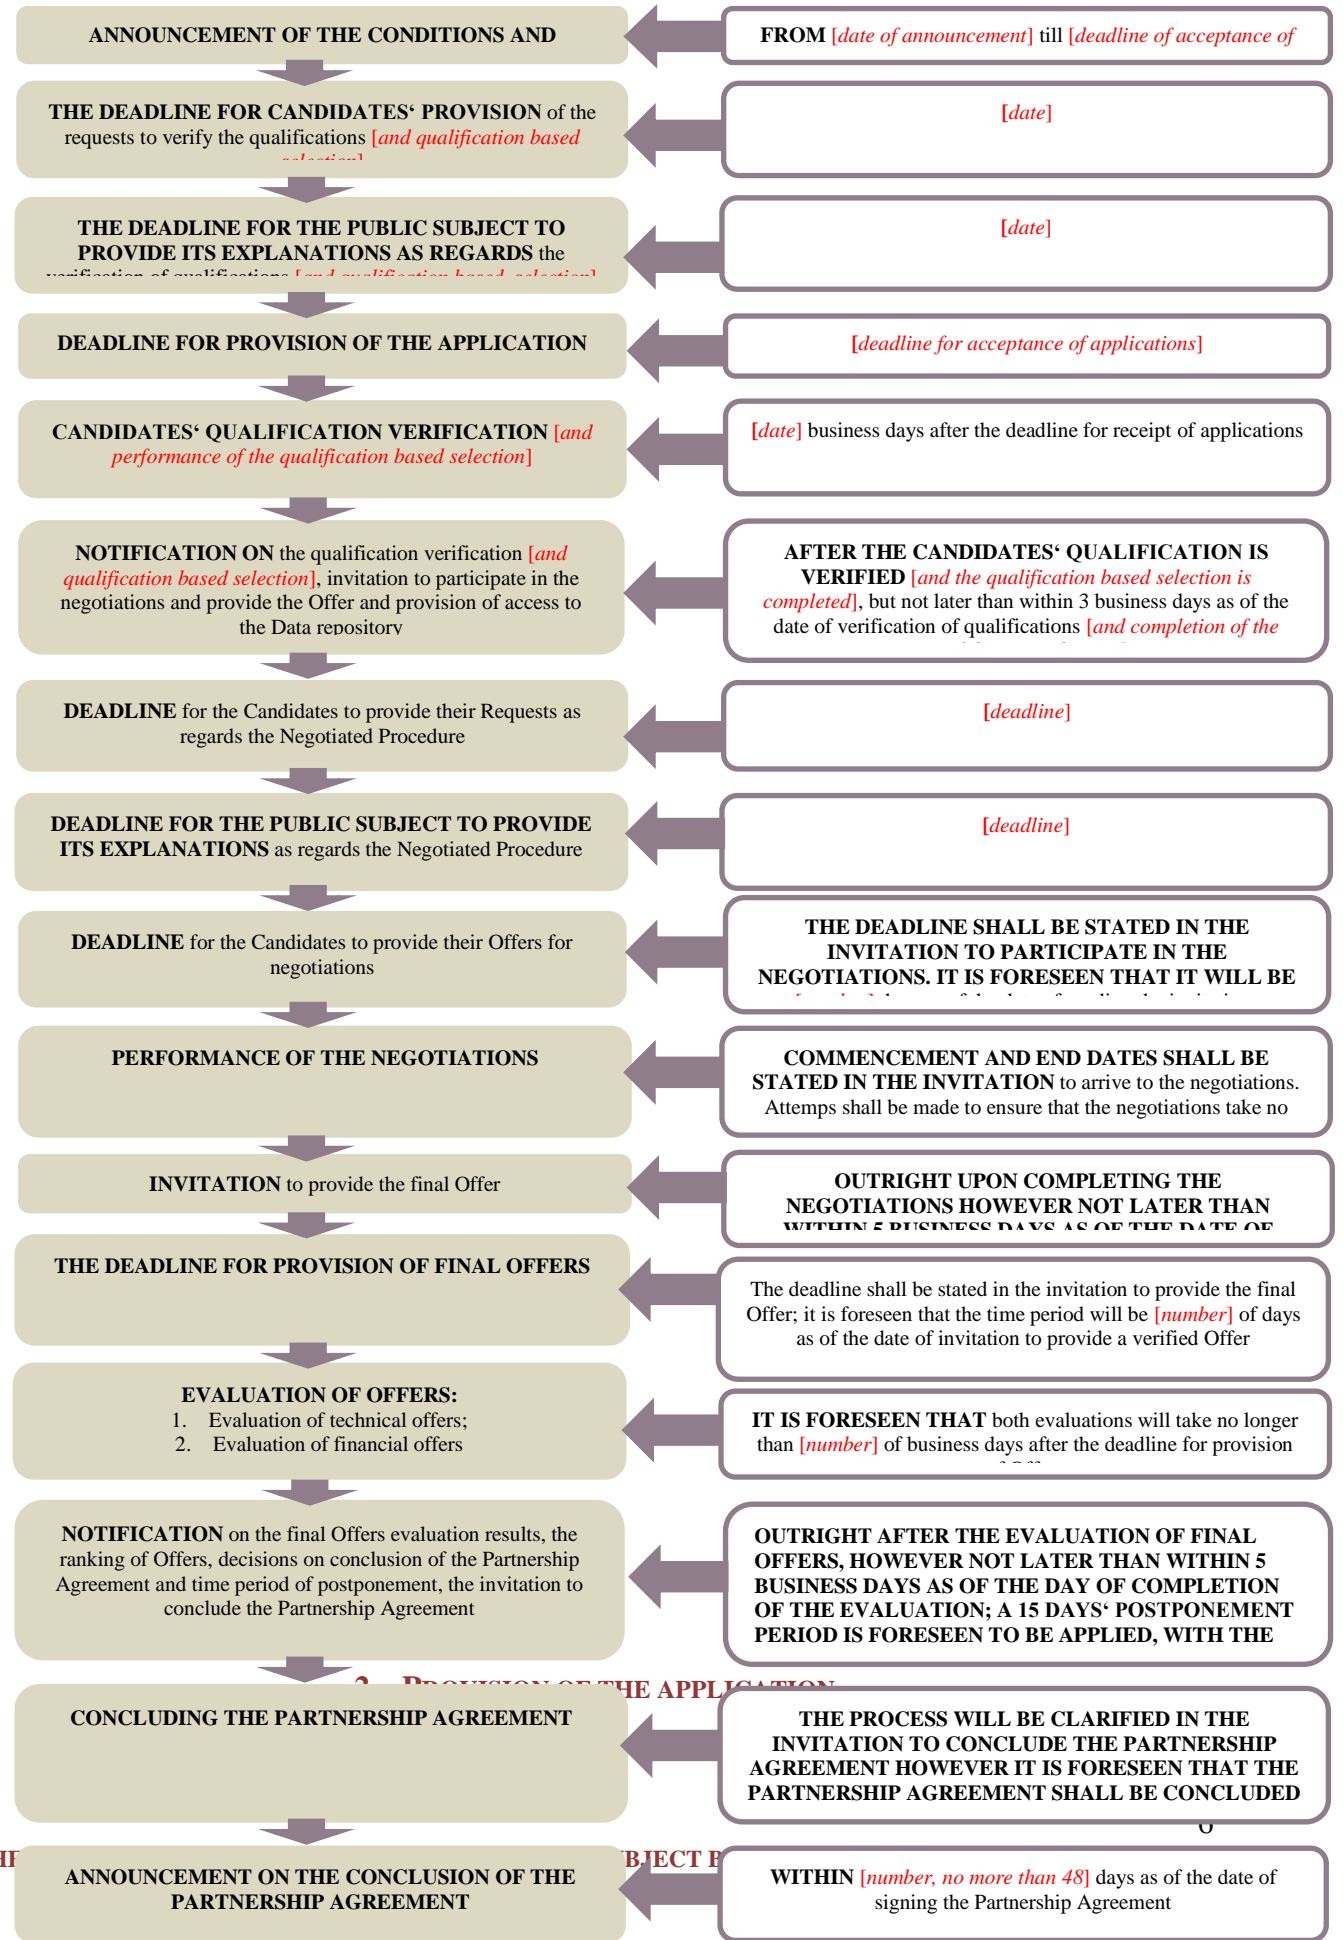 ANNOUNCEMENT OF THE CONDITIONS AND
FROM [date of announcement] till [deadline of acceptance of
THE DEADLINE FOR CANDIDATES‘ PROVISION of the
requests to verify the qualifications [and qualification based
selection]
[date]
THE DEADLINE FOR THE PUBLIC SUBJECT TO
PROVIDE ITS EXPLANATIONS AS REGARDS the
verification of qualifications [and qualification based selection]
[date]
DEADLINE FOR PROVISION OF THE APPLICATION
[deadline for acceptance of applications]
CANDIDATES‘ QUALIFICATION VERIFICATION [and
performance of the qualification based selection]
[date] business days after the deadline for receipt of applications
NOTIFICATION ON the qualification verification [and
qualification based selection], invitation to participate in the
negotiations and provide the Offer and provision of access to
the Data repository
AFTER THE CANDIDATES‘ QUALIFICATION IS
VERIFIED [and the qualification based selection is
completed], but not later than within 3 business days as of the
date of verification of qualifications [and completion of the
DEADLINE for the Candidates to provide their Requests as
regards the Negotiated Procedure
[deadline]
DEADLINE FOR THE PUBLIC SUBJECT TO PROVIDE
ITS EXPLANATIONS as regards the Negotiated Procedure
[deadline]
DEADLINE for the Candidates to provide their Offers for
negotiations
THE DEADLINE SHALL BE STATED IN THE
INVITATION TO PARTICIPATE IN THE
NEGOTIATIONS. IT IS FORESEEN THAT IT WILL BE
PERFORMANCE OF THE NEGOTIATIONS
COMMENCEMENT AND END DATES SHALL BE
STATED IN THE INVITATION to arrive to the negotiations.
Attemps shall be made to ensure that the negotiations take no
INVITATION to provide the final Offer
OUTRIGHT UPON COMPLETING THE
NEGOTIATIONS HOWEVER NOT LATER THAN
WITHIN 5 BUSINESS DAYS AS OF THE DATE OF
THE DEADLINE FOR PROVISION OF FINAL OFFERS
The deadline shall be stated in the invitation to provide the final
Offer; it is foreseen that the time period will be [number] of days
as of the date of invitation to provide a verified Offer
EVALUATION OF OFFERS:
1. Evaluation of technical offers;
2. Evaluation of financial offers
IT IS FORESEEN THAT both evaluations will take no longer
than [number] of business days after the deadline for provision
NOTIFICATION on the final Offers evaluation results, the
ranking of Offers, decisions on conclusion of the Partnership
Agreement and time period of postponement, the invitation to
conclude the Partnership Agreement
OUTRIGHT AFTER THE EVALUATION OF FINAL
OFFERS, HOWEVER NOT LATER THAN WITHIN 5
BUSINESS DAYS AS OF THE DAY OF COMPLETION
OF THE EVALUATION; A 15 DAYS‘ POSTPONEMENT
PERIOD IS FORESEEN TO BE APPLIED, WITH THE
2. PROVISION OF THE APPLICATION
CONCLUDING THE PARTNERSHIP AGREEMENT
THE PROCESS WILL BE CLARIFIED IN THE
INVITATION TO CONCLUDE THE PARTNERSHIP
AGREEMENT HOWEVER IT IS FORESEEN THAT THE
PARTNERSHIP AGREEMENT SHALL BE CONCLUDED
ANNOUNCEMENT ON THE CONCLUSION OF THE
PARTNERSHIP AGREEMENT
WITHIN [number, no more than 48] days as of the date of
signing the Partnership Agreement